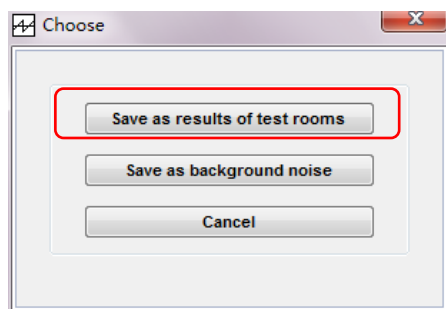 Choose
Save as results of test rooms
Save as background noise
Cancel